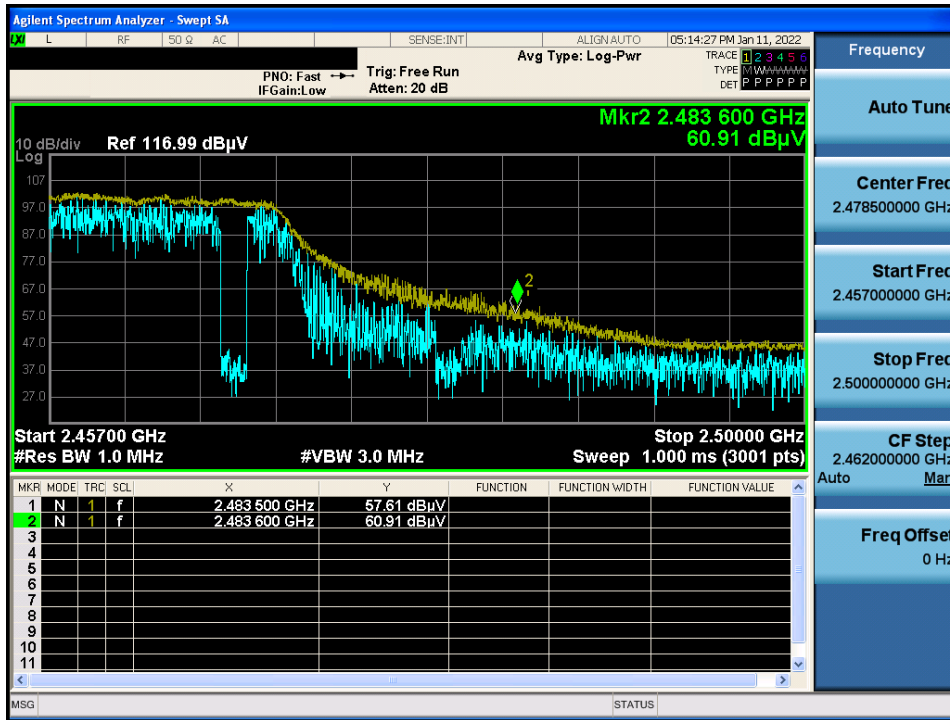 Agilent Spectrum Analyzer - Swept SA
LXI L RF 50 Ω AC SENSE:INT ALIGN AUTO 05:14:27 PM Jan 11, 2022
Avg Type: Log-Pwr TRACE 1 2 3 4 5 6
PNO: Fast Trig: Free Run TYPE M W W W W W
IFGain:Low Atten: 20 dB DET P P P P P P
Mkr2 2.483 600 GHz
60.91 dBµV
10 dB/div Ref 116.99 dBµV
Log
107
97.0
87.0
77.0
67.0
57.0
47.0
37.0
27.0
2
Start 2.45700 GHz Stop 2.50000 GHz
#Res BW 1.0 MHz #VBW 3.0 MHz Sweep 1.000 ms (3001 pts)
MKR MODE TRC SCL X Y FUNCTION FUNCTION WIDTH FUNCTION VALUE
1 N 1 f 2.483 500 GHz 57.61 dBµV
2 N 1 f 2.483 600 GHz 60.91 dBµV
3
4
5
6
7
8
9
10
11
MSG STATUS
Frequency
Auto Tune
Center Freq
2.478500000 GHz
Start Freq
2.457000000 GHz
Stop Freq
2.500000000 GHz
CF Step
2.462000000 GHz
Auto Man
Freq Offset
0 Hz